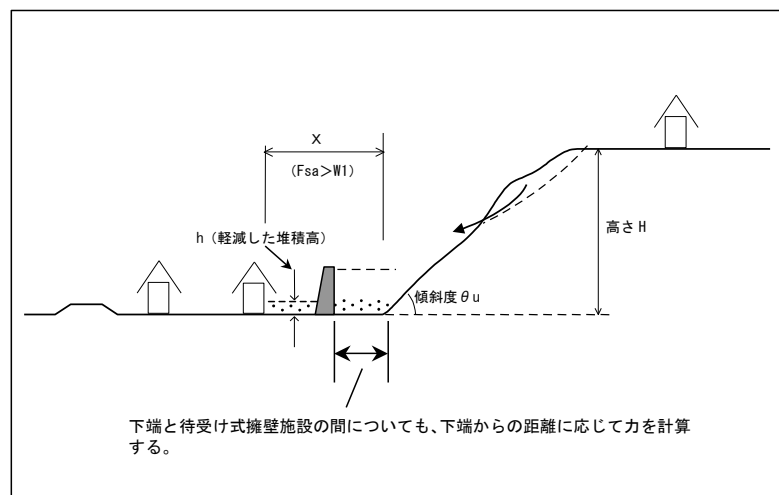 X
(Fsa>W1)
h（軽減した堆積高）
高さH
傾斜度θu
下端と待受け式擁壁施設の間についても、下端からの距離に応じて力を計算
する。